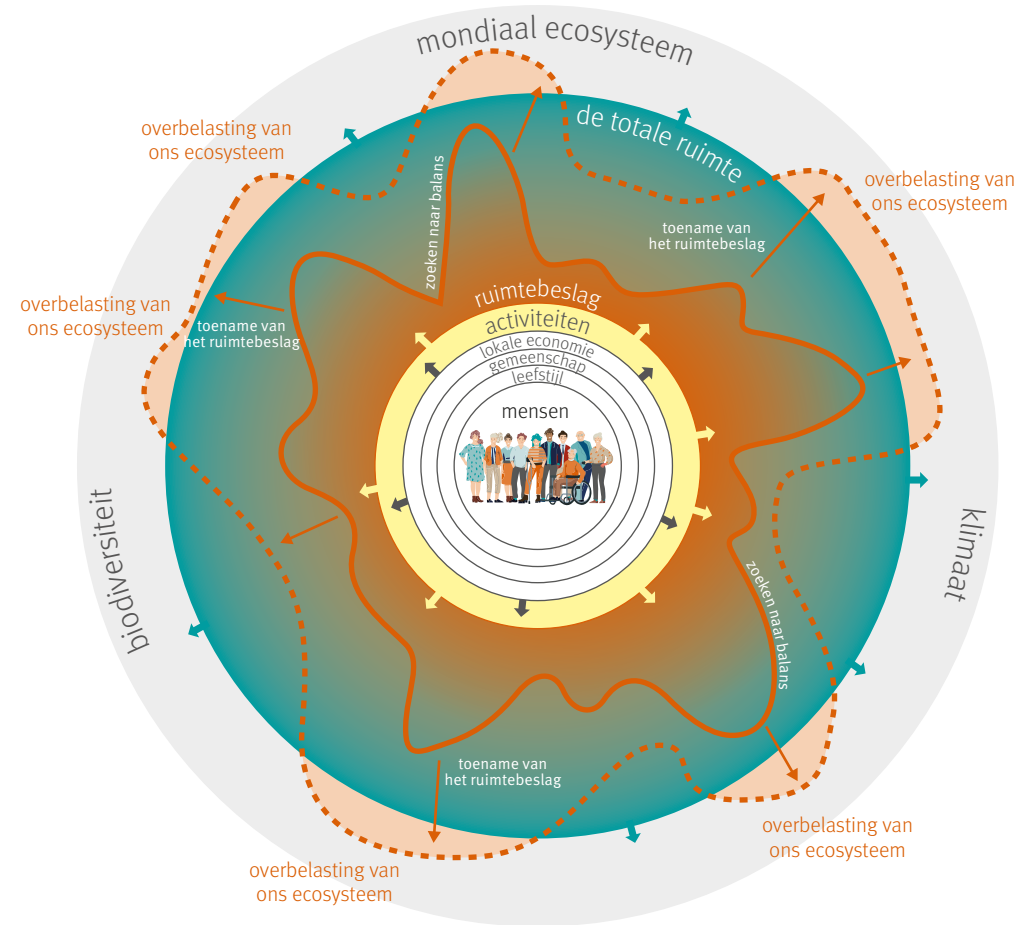 mondiaal ecosysteem
de totale ruimte
overbelasting van
ons ecosysteem
zoeken naar balans
overbelasting van
ons ecosysteem
toename van
het ruimtebeslag
overbelasting van
ons ecosysteem
toename van
het ruimtebeslag
ruimtebeslag
activiteiten
lokale economie
gemeenschap
leefstijl
mensen
biodiversiteit
klimaat
zoeken naar balans
toename van
het ruimtebeslag
overbelasting van
ons ecosysteem
overbelasting van
ons ecosysteem